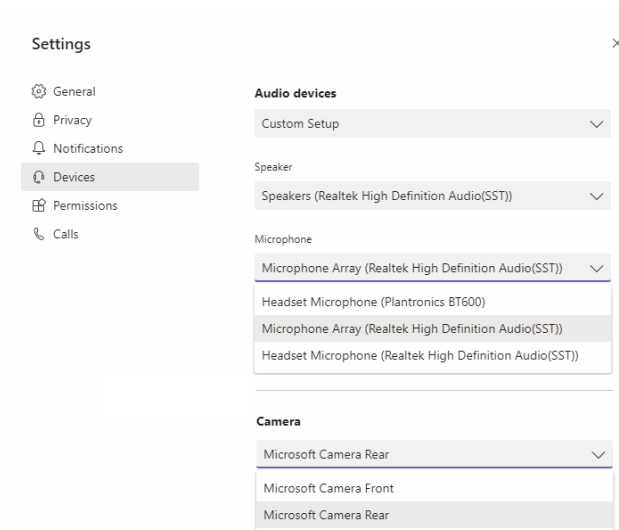 Settings
General
Privacy
Notifications
Devices
Permissions
Calls
Audio devices
Custom Setup
Speaker
Speakers (Realtek High Definition Audio(SST))
Microphone
Microphone Array (Realtek High Definition Audio(SST))
Headset Microphone (Plantronics BT600)
Microphone Array (Realtek High Definition Audio(SST))
Headset Microphone (Realtek High Definition Audio(SST))
Camera
Microsoft Camera Rear
Microsoft Camera Front
Microsoft Camera Rear